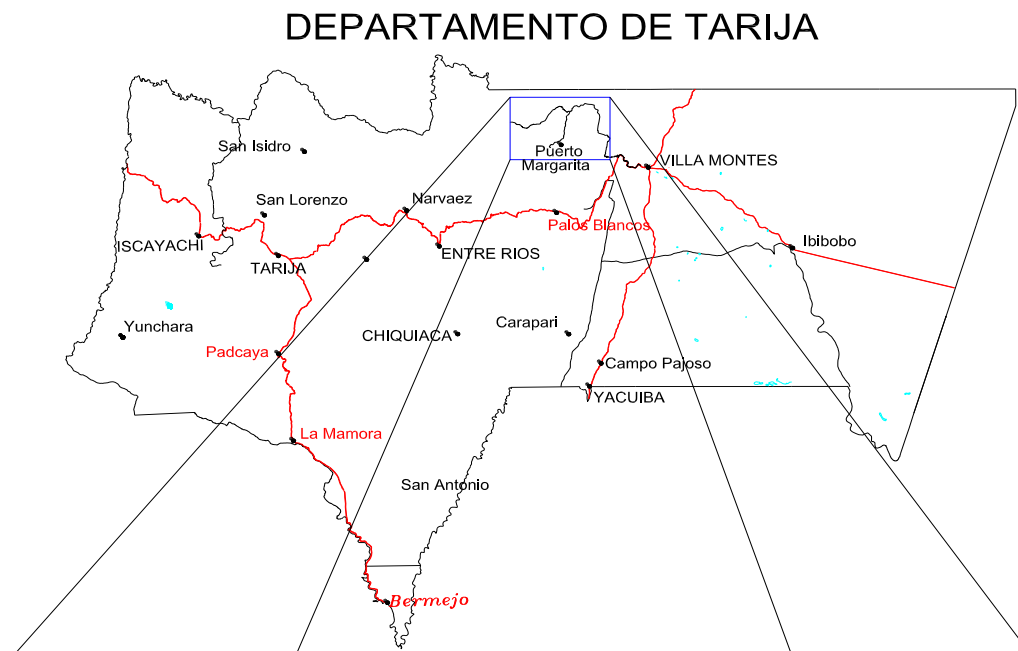 DEPARTAMENTO DE TARIJA
San Isidro
Puerto
Margarita
VILLA MONTES
San Lorenzo
Narvaez
Palos Blancos
ISCAYACHI
TARIJA
ENTRE RIOS
Ibibobo
Yunchara
Padcaya
CHIQUIACA
Carapari
Campo Pajoso
YACUIBA
La Mamora
San Antonio
Bermejo